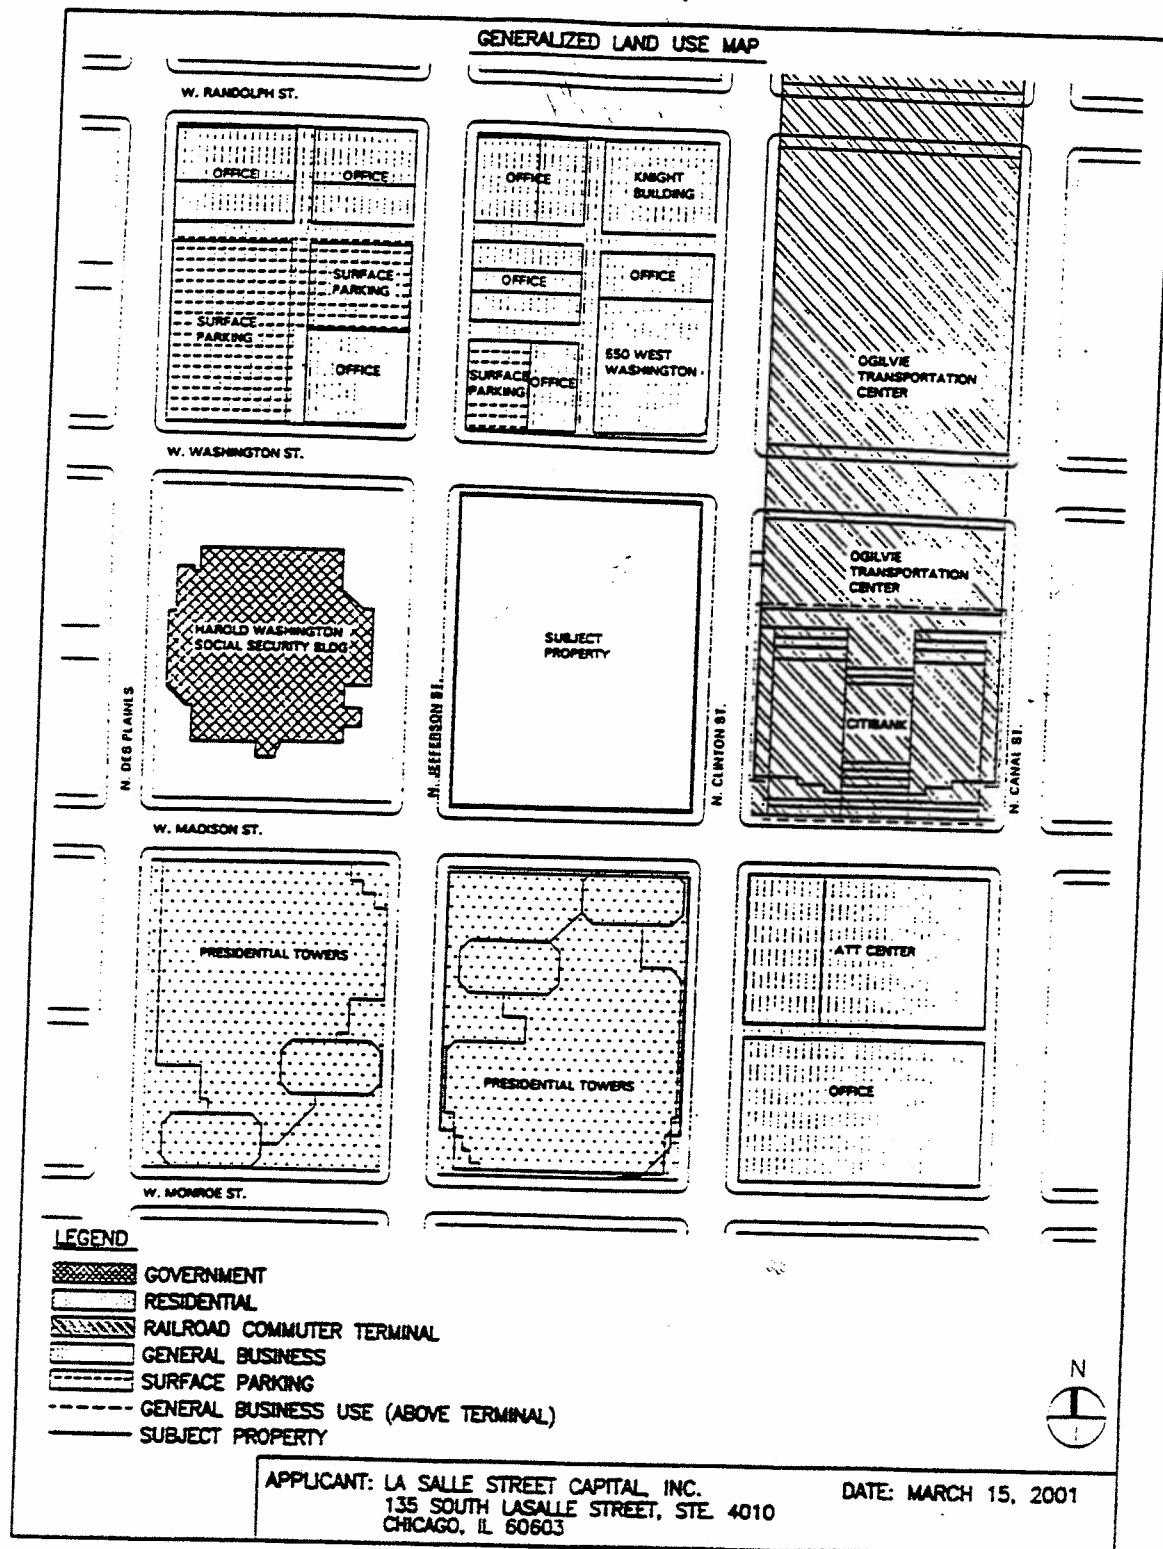 GENERALIZED LAND USE MAP
W. RANDOLPH ST.
OFFICE
OFFICE
OFFICE
KNIGHT
BUILDING
SURFACE
PARKING
OFFICE
OFFICE
SURFACE
PARKING
OFFICE
SURFACE
PARKING
OFFICE
550 WEST
WASHINGTON
OGILVIE
TRANSPORTATION
CENTER
W. WASHINGTON ST.
OGILVIE
TRANSPORTATION
CENTER
HAROLD WASHINGTON
SOCIAL SECURITY BLDG
SUBJECT
PROPERTY
CITIBANK
N. DES PLAINES
N. JEFFERSON ST.
N. CLINTON ST.
N. CANAL ST.
W. MADISON ST.
PRESIDENTIAL TOWERS
ATT CENTER
PRESIDENTIAL TOWERS
OFFICE
W. MONROE ST.
LEGEND
GOVERNMENT
RESIDENTIAL
RAILROAD COMMUTER TERMINAL
GENERAL BUSINESS
SURFACE PARKING
GENERAL BUSINESS USE (ABOVE TERMINAL)
SUBJECT PROPERTY
N
APPLICANT: LA SALLE STREET CAPITAL, INC.
135 SOUTH LASALLE STREET, STE. 4010
CHICAGO, IL 60603
DATE: MARCH 15, 2001